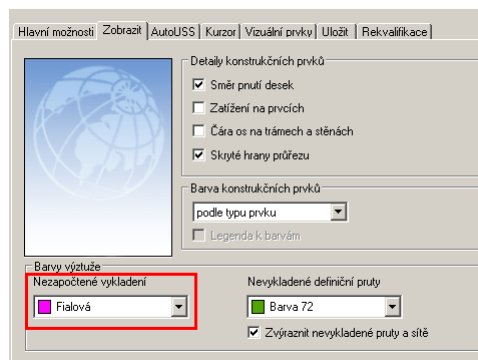 Hlavní možnosti Zobrazit AutoUSS Kurzor Vizuální prvky Uložit Rekvalifikace
Detaily konstrukčních prvků
Směr pnutí desek
Zatížení na prvcích
Čára os na trámech a stěnách
Skryté hrany průřezu
Barva konstrukčních prvků
podle typu prvku
Legenda k barvám
Barvy výztuže
Nezapočtené vykladení Nevykladené definiční pruty
Fialová Barva 72
Zvýraznit nevykladené pruty a sítě